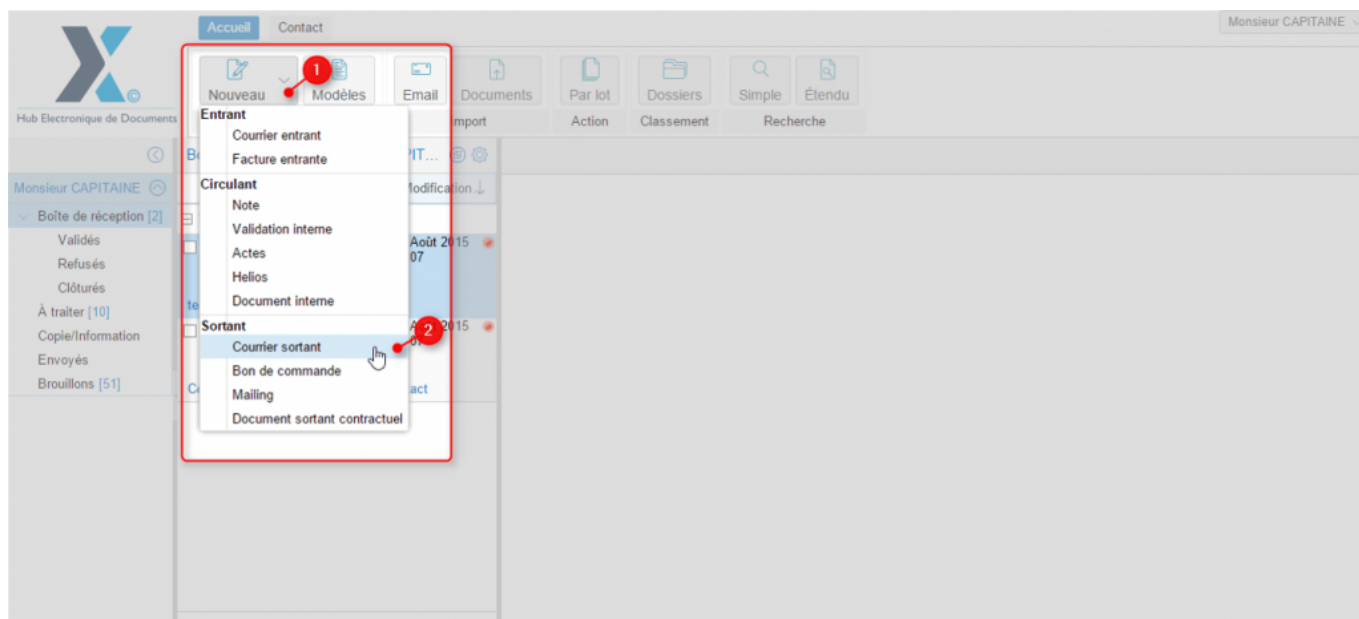 Accueil Contact
Monsieur CAPITAINE
Nouveau Modèles Email Documents Par lot Dossiers Simple Étendu
mport Action Classement Recherche
X ©
Hub Electronique de Documents
Entrant
Courrier entrant
Facture entrante
Circulant
Note
Validation interne
Actes
Helios
Document interne
Sortant
Courrier sortant
Bon de commande
Mailing
Document sortant contractuel
1
2
PIT...
Modification ↓
Août 2015
07
2015
act
Monsieur CAPITAINE
Boîte de réception [2]
Validés
Refusés
Clôturés
À traiter [10]
Copie/Information
Envoyés
Brouillons [51]